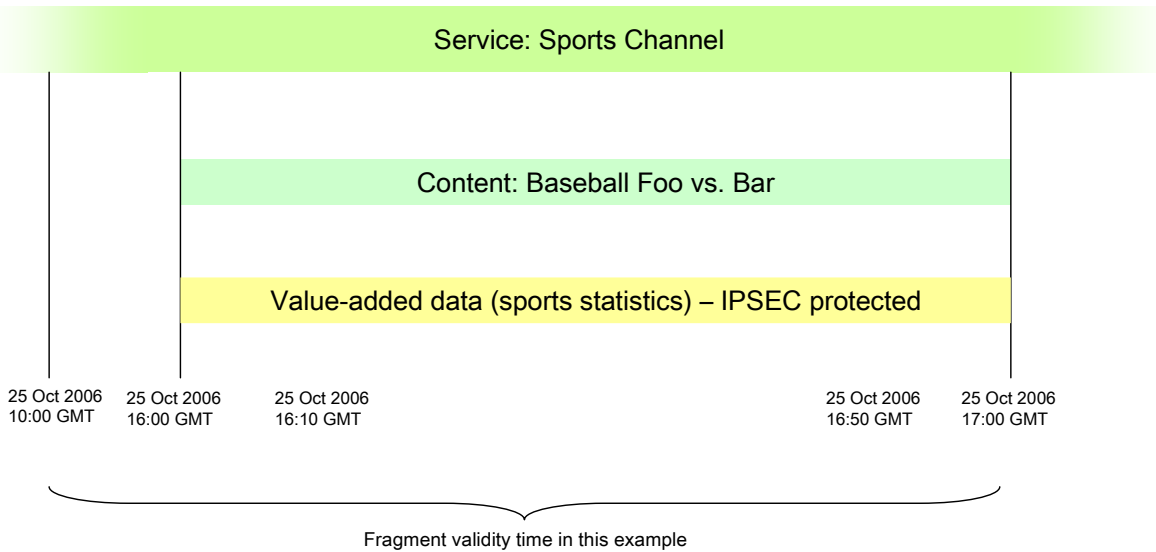 Service: Sports Channel
Content: Baseball Foo vs. Bar
Value-added data (sports statistics) – IPSEC protected
25 Oct 2006
10:00 GMT
25 Oct 2006
16:00 GMT
25 Oct 2006
16:10 GMT
25 Oct 2006
16:50 GMT
25 Oct 2006
17:00 GMT
Fragment validity time in this example